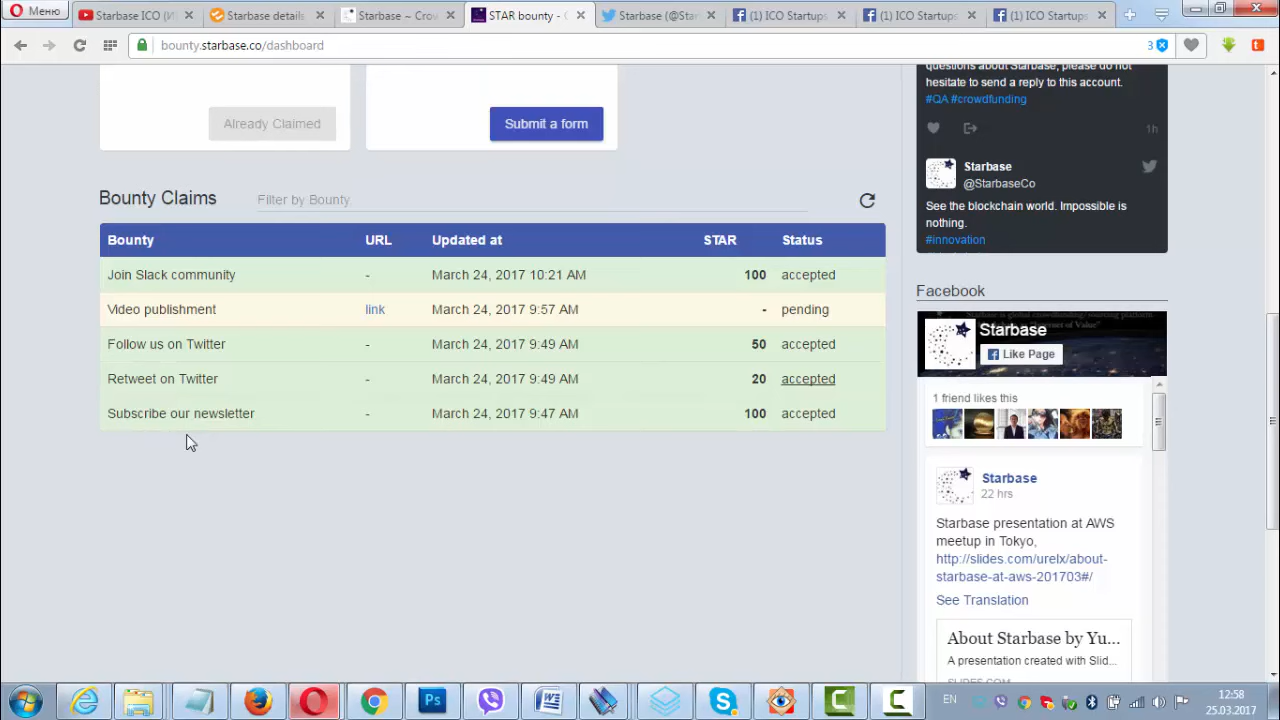 Меню
Starbase ICO (И
Starbase details
Starbase ~ Crow
STAR bounty - C
Starbase (@Star
(1) ICO Startups
(1) ICO Startups
(1) ICO Startups
bounty.starbase.co/dashboard
3
Already Claimed
Submit a form
Bounty Claims
Filter by Bounty
Bounty URL Updated at STAR Status
Join Slack community - March 24, 2017 10:21 AM 100 accepted
Video publishment link March 24, 2017 9:57 AM - pending
Follow us on Twitter - March 24, 2017 9:49 AM 50 accepted
Retweet on Twitter - March 24, 2017 9:49 AM 20 accepted
Subscribe our newsletter - March 24, 2017 9:47 AM 100 accepted
questions about Starbase, please do not
hesitate to send a reply to this account.
#QA #crowdfunding
1h
Starbase
@StarbaseCo
See the blockchain world. Impossible is
nothing.
#innovation
Facebook
Starbase
Like Page
1 friend likes this
Starbase
22 hrs
Starbase presentation at AWS
meetup in Tokyo,
http://slides.com/urelx/about-
starbase-at-aws-201703#/
See Translation
About Starbase by Yu...
A presentation created with Slid...
SLIDES.COM
EN
12:58
25.03.2017